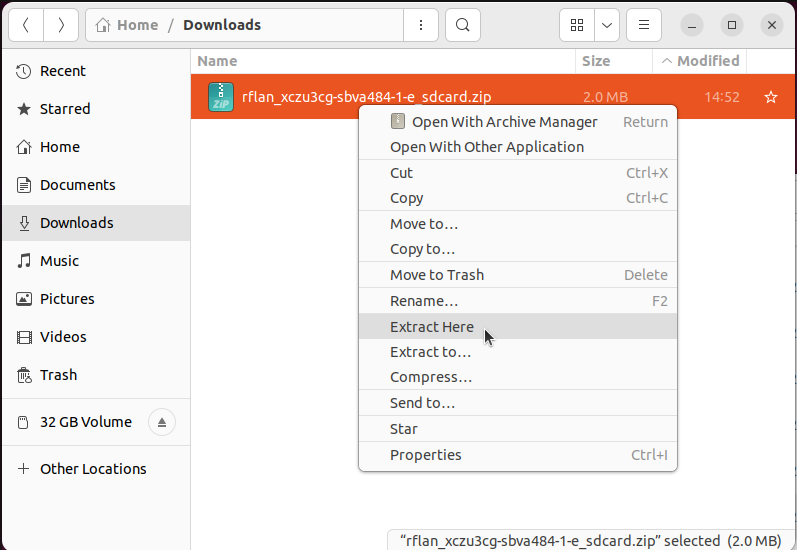 Home / Downloads
Name Size Modified
rflan_xczu3cg-sbva484-1-e_sdcard.zip 2.0 MB 14:52
ZIP
Recent
Starred
Home
Documents
Downloads
Music
Pictures
Videos
Trash
32 GB Volume
Other Locations
Open With Archive Manager Return
Open With Other Application
Cut Ctrl+X
Copy Ctrl+C
Move to…
Copy to…
Move to Trash Delete
Rename… F2
Extract Here
Extract to…
Compress…
Send to…
Star
Properties Ctrl+I
“rflan_xczu3cg-sbva484-1-e_sdcard.zip” selected (2.0 MB)